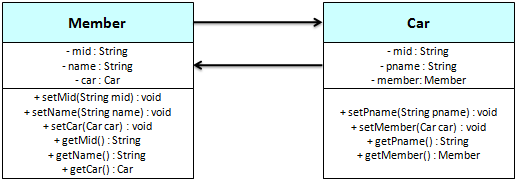 Member
- mid : String
- name : String
- car : Car
+ setMid(String mid) : void
+ setName(String name) : void
+ setCar(Car car) : void
+ getMid() : String
+ getName() : String
+ getCar() : Car
Car
- mid : String
- pname : String
- member: Member
+ setPname(String pname) : void
+ setMember(Car car) : void
+ getPname() : String
+ getMember() : Member